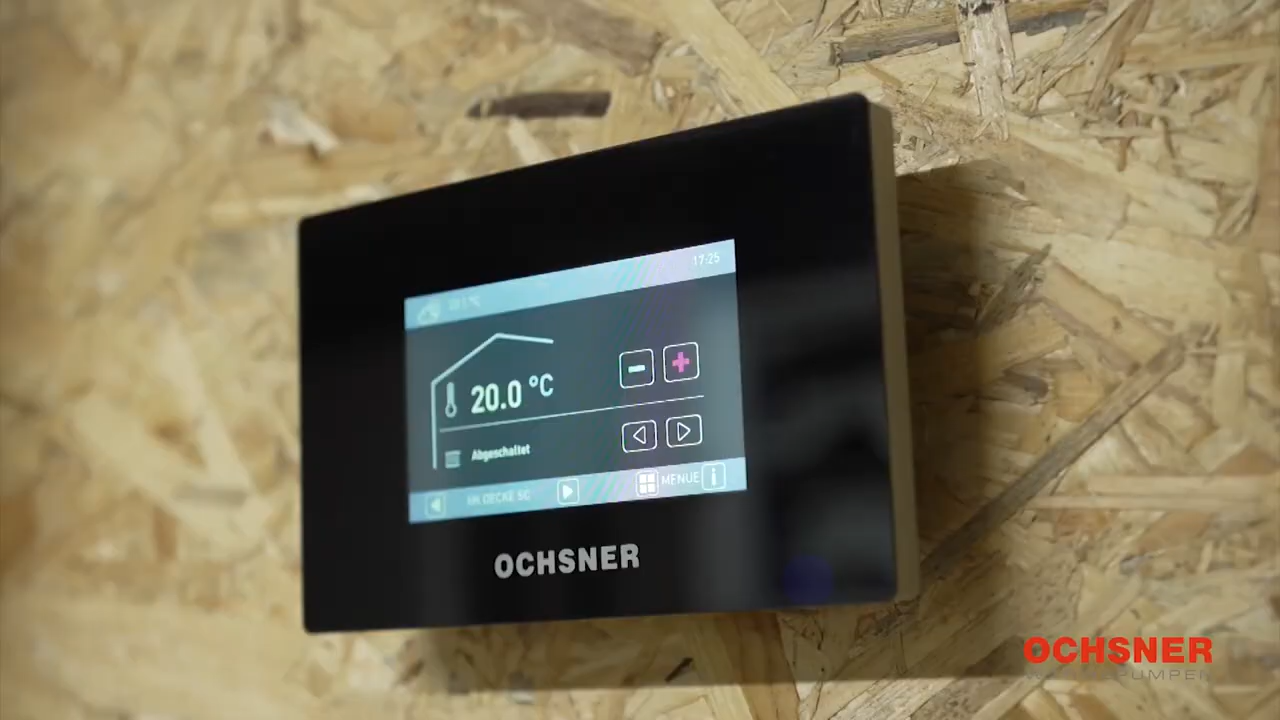 17:25
20.0 °C
Abgeschaltet
MENUE
OCHSNER
OCHSNER